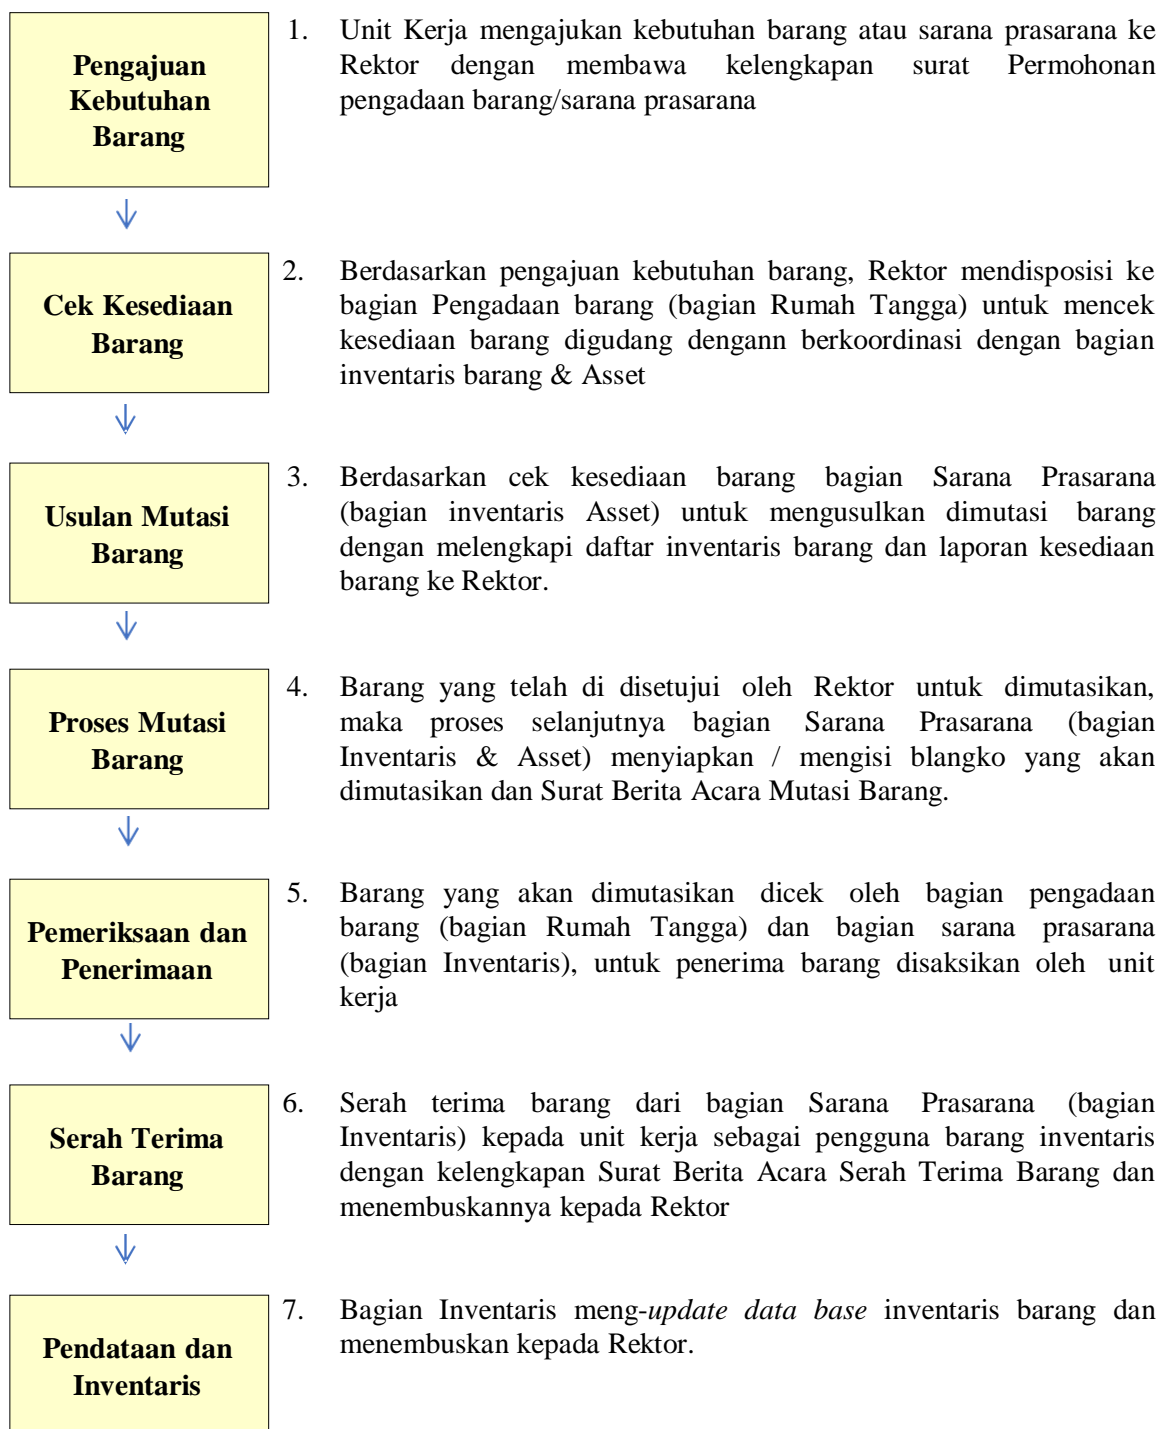 Pengajuan
Kebutuhan
Barang
1. Unit Kerja mengajukan kebutuhan barang atau sarana prasarana ke
Rektor dengan membawa kelengkapan surat Permohonan
pengadaan barang/sarana prasarana
Cek Kesediaan
Barang
2. Berdasarkan pengajuan kebutuhan barang, Rektor mendisposisi ke
bagian Pengadaan barang (bagian Rumah Tangga) untuk mencek
kesediaan barang digudang dengann berkoordinasi dengan bagian
inventaris barang & Asset
Usulan Mutasi
Barang
3. Berdasarkan cek kesediaan barang bagian Sarana Prasarana
(bagian inventaris Asset) untuk mengusulkan dimutasi barang
dengan melengkapi daftar inventaris barang dan laporan kesediaan
barang ke Rektor.
Proses Mutasi
Barang
4. Barang yang telah di disetujui oleh Rektor untuk dimutasikan,
maka proses selanjutnya bagian Sarana Prasarana (bagian
Inventaris & Asset) menyiapkan / mengisi blangko yang akan
dimutasikan dan Surat Berita Acara Mutasi Barang.
Pemeriksaan dan
Penerimaan
5. Barang yang akan dimutasikan dicek oleh bagian pengadaan
barang (bagian Rumah Tangga) dan bagian sarana prasarana
(bagian Inventaris), untuk penerima barang disaksikan oleh unit
kerja
Serah Terima
Barang
6. Serah terima barang dari bagian Sarana Prasarana (bagian
Inventaris) kepada unit kerja sebagai pengguna barang inventaris
dengan kelengkapan Surat Berita Acara Serah Terima Barang dan
menembuskannya kepada Rektor
Pendataan dan
Inventaris
7. Bagian Inventaris meng-update data base inventaris barang dan
menembuskan kepada Rektor.